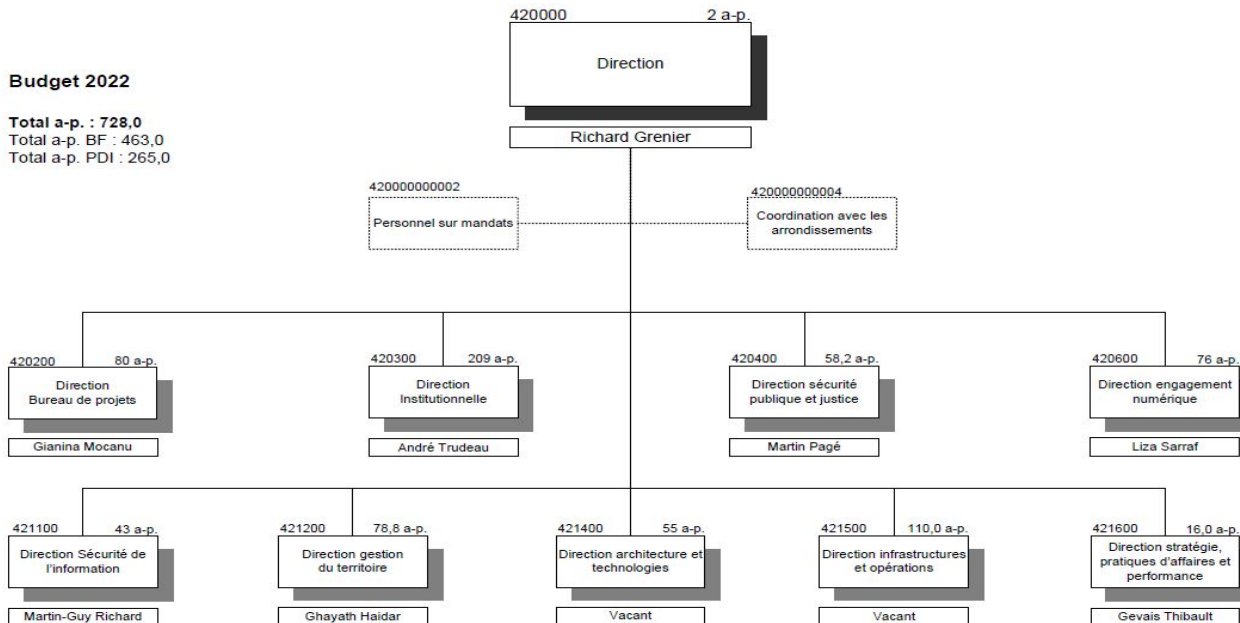 420000 2 a-p.
Direction
Richard Grenier
Budget 2022
Total a-p. : 728,0
Total a-p. BF : 463,0
Total a-p. PDI : 265,0
420000000002
Personnel sur mandats
420000000004
Coordination avec les
arrondissements
420200 80 a-p.
Direction
Bureau de projets
Gianina Mocanu
420300 209 a-p.
Direction
Institutionnelle
André Trudeau
420400 58,2 a-p.
Direction sécurité
publique et justice
Martin Pagé
420600 76 a-p.
Direction engagement
numérique
Liza Sarraf
421100 43 a-p.
Direction Sécurité de
l'information
Martin-Guy Richard
421200 78,8 a-p.
Direction gestion
du territoire
Ghayath Haidar
421400 55 a-p.
Direction architecture et
technologies
Vacant
421500 110,0 a-p.
Direction infrastructures
et opérations
Vacant
421600 16,0 a-p.
Direction stratégie,
pratiques d'affaires et
performance
Gevais Thibault